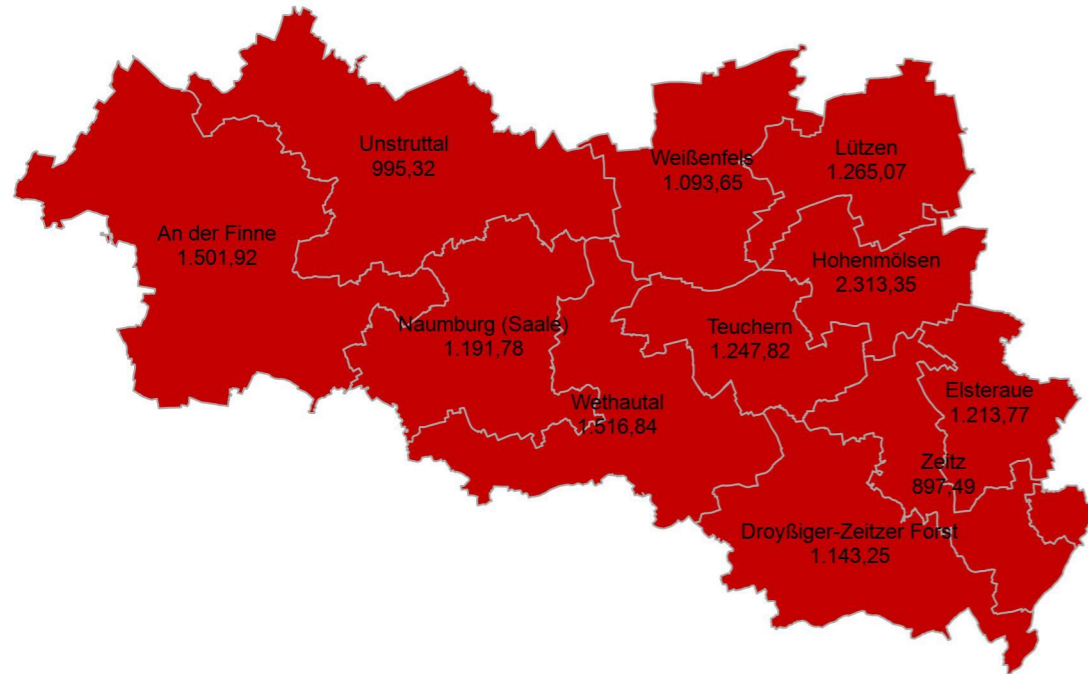 Unstruttal
995,32
Weißenfels
1.093,65
Lützen
1.265,07
An der Finne
1.501,92
Hohenmölsen
2.313,35
Naumburg (Saale)
1.191,78
Teuchern
1.247,82
Wethautal
1.516,84
Elsteraue
1.213,77
Zeitz
897,49
Droyßiger-Zeitzer Forst
1.143,25